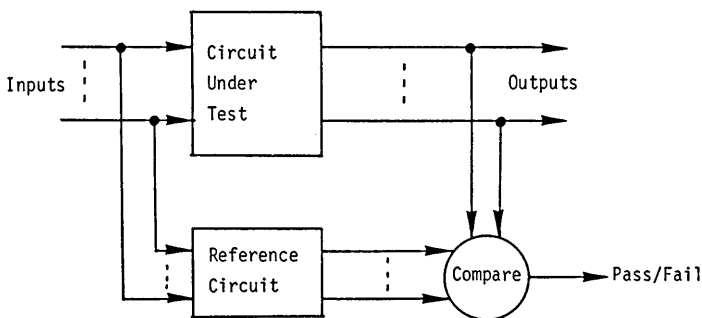 Circuit
Under
Test
Inputs
Outputs
Reference
Circuit
Compare
Pass/Fail